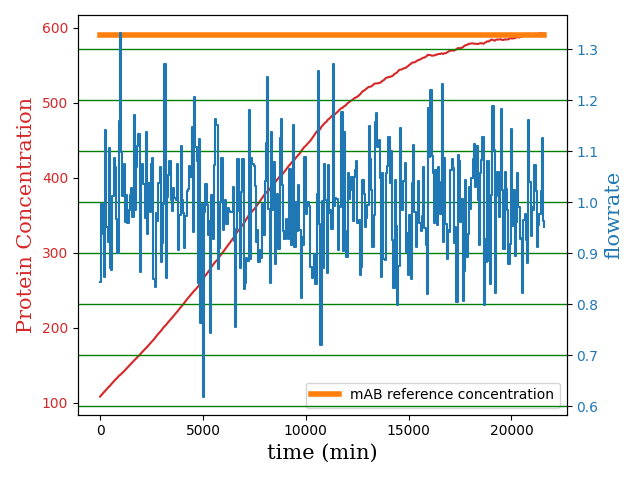 600
500
400
300
200
100
Protein Concentration
1.3
1.2
1.1
1.0
0.9
0.8
0.7
0.6
flowrate
mAB reference concentration
0 5000 10000 15000 20000
time (min)